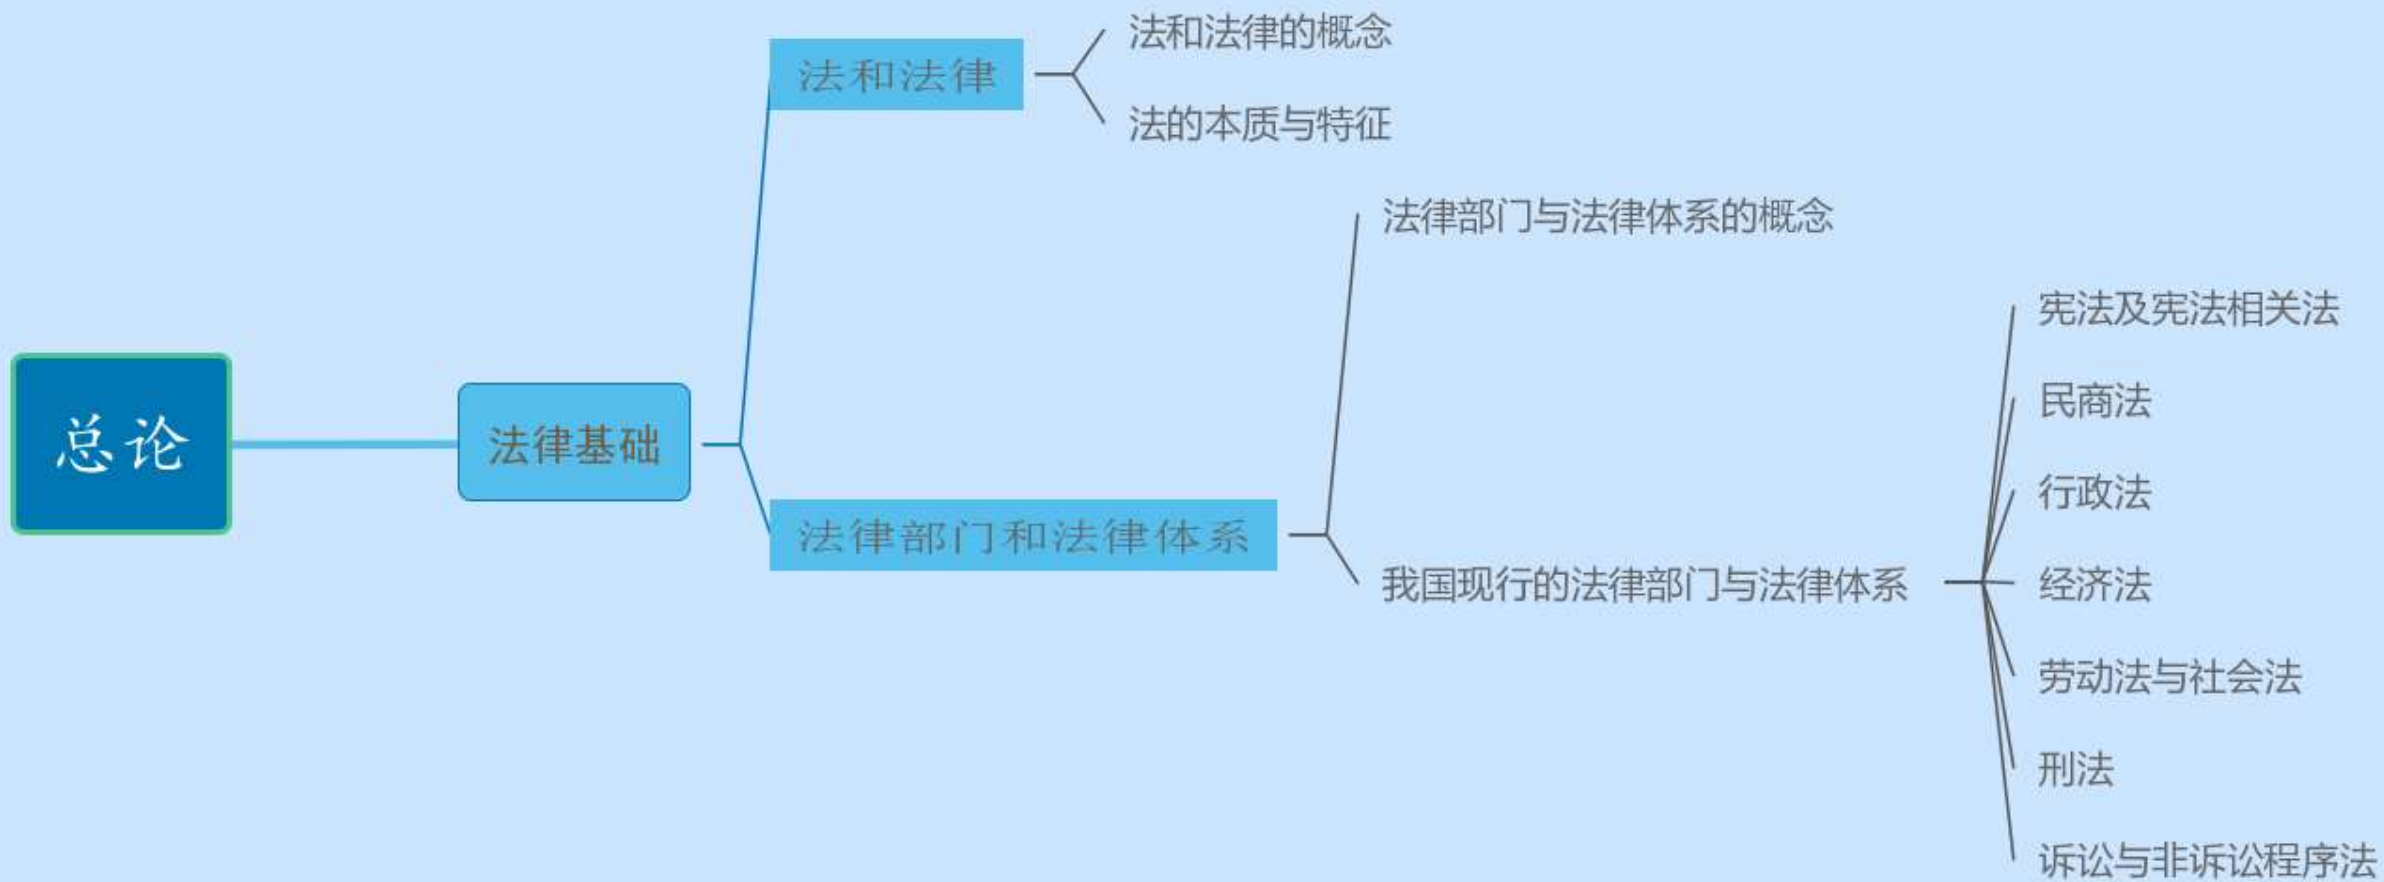 总论
法律基础
法和法律
法和法律的概念
法的本质与特征
法律部门和法律体系
法律部门与法律体系的概念
我国现行的法律部门与法律体系
宪法及宪法相关法
民商法
行政法
经济法
劳动法与社会法
刑法
诉讼与非诉讼程序法